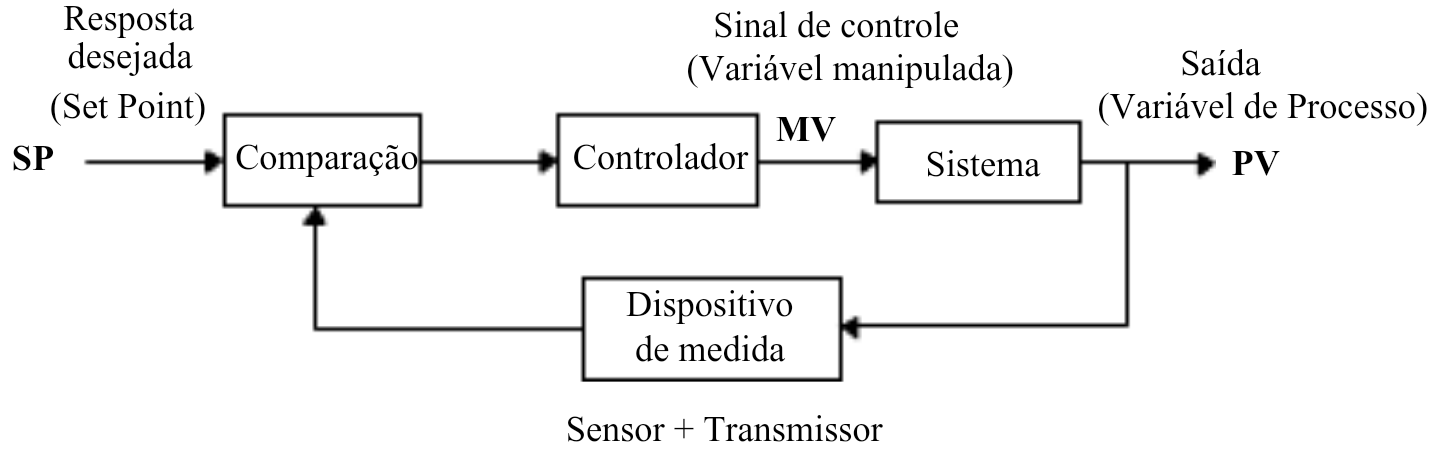 Resposta
desejada
(Set Point)
SP
Comparação
Controlador
Sinal de controle
(Variável manipulada)
MV
Sistema
Saída
(Variável de Processo)
PV
Dispositivo
de medida
Sensor + Transmissor